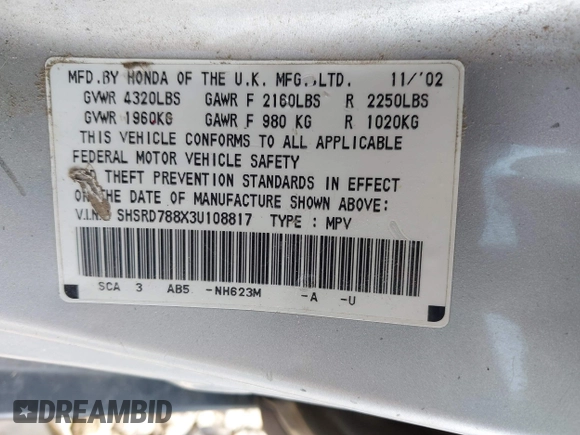 MFD.BY HONDA OF THE U.K. MFG.,LTD. 11/'02
GVWR 4320LBS GAWR F 2160LBS R 2250LBS
GVWR 1960KG GAWR F 980 KG R 1020KG
THIS VEHICLE CONFORMS TO ALL APPLICABLE
FEDERAL MOTOR VEHICLE SAFETY
THEFT PREVENTION STANDARDS IN EFFECT
ON THE DATE OF MANUFACTURE SHOWN ABOVE:
V.I.N. SHSRD788X3U108817 TYPE : MPV
SCA 3 AB5 -NH623M -A -U
DREAMBID